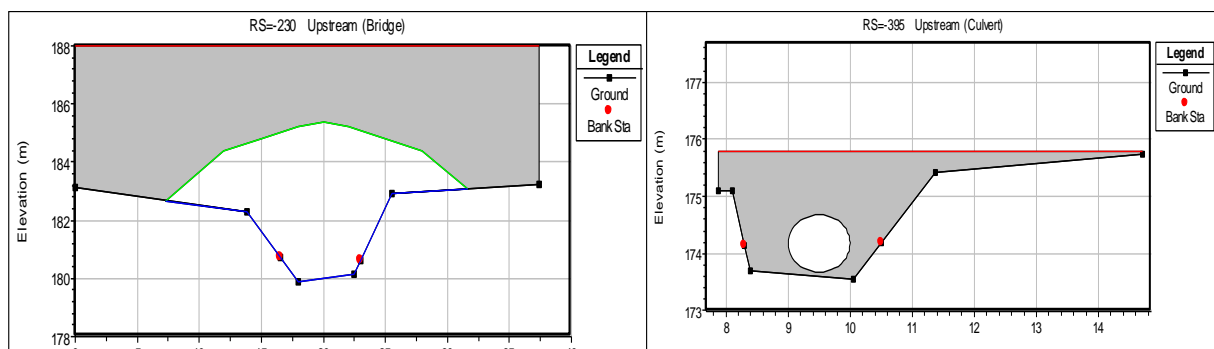 RS=-230 Upstream (Bridge)
Elevation (m)
188
186
184
182
180
178
Legend
Ground
Bank Sta
RS=-395 Upstream (Culvert)
Elevation (m)
177
176
175
174
173
8 9 10 11 12 13 14
Legend
Ground
Bank Sta